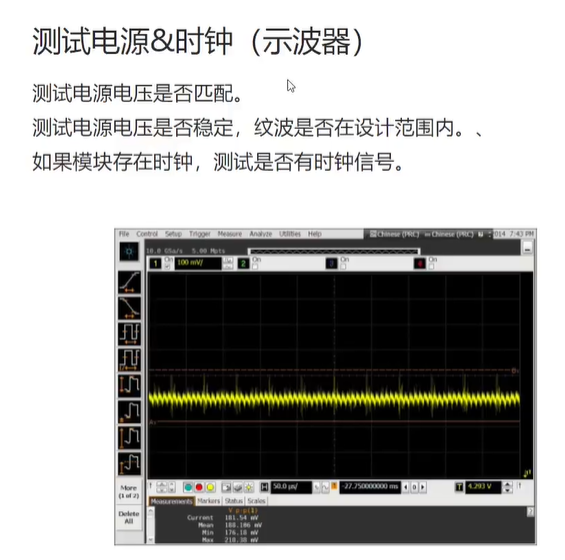 测试电源&时钟（示波器）
测试电源电压是否匹配。
测试电源电压是否稳定，纹波是否在设计范围内。、
如果模块存在时钟，测试是否有时钟信号。
File Control Setup Trigger Measure Analyze Utilities Help Chinese (PRC) Chinese (PRC) 2014 7:43 PM
10.0 GSa/s 5.00 Mpts
1 On 100 mV/ 2 On On On
More
(1 of 2)
Delete
All
H 50.0 µs/ -27.750000000 ms 0 T 4.293 V
Measurements Markers Status Scales
V p-p(1)
Current 181.54 mV
Mean 188.106 mV
Min 176.18 mV
Max 218.38 mV